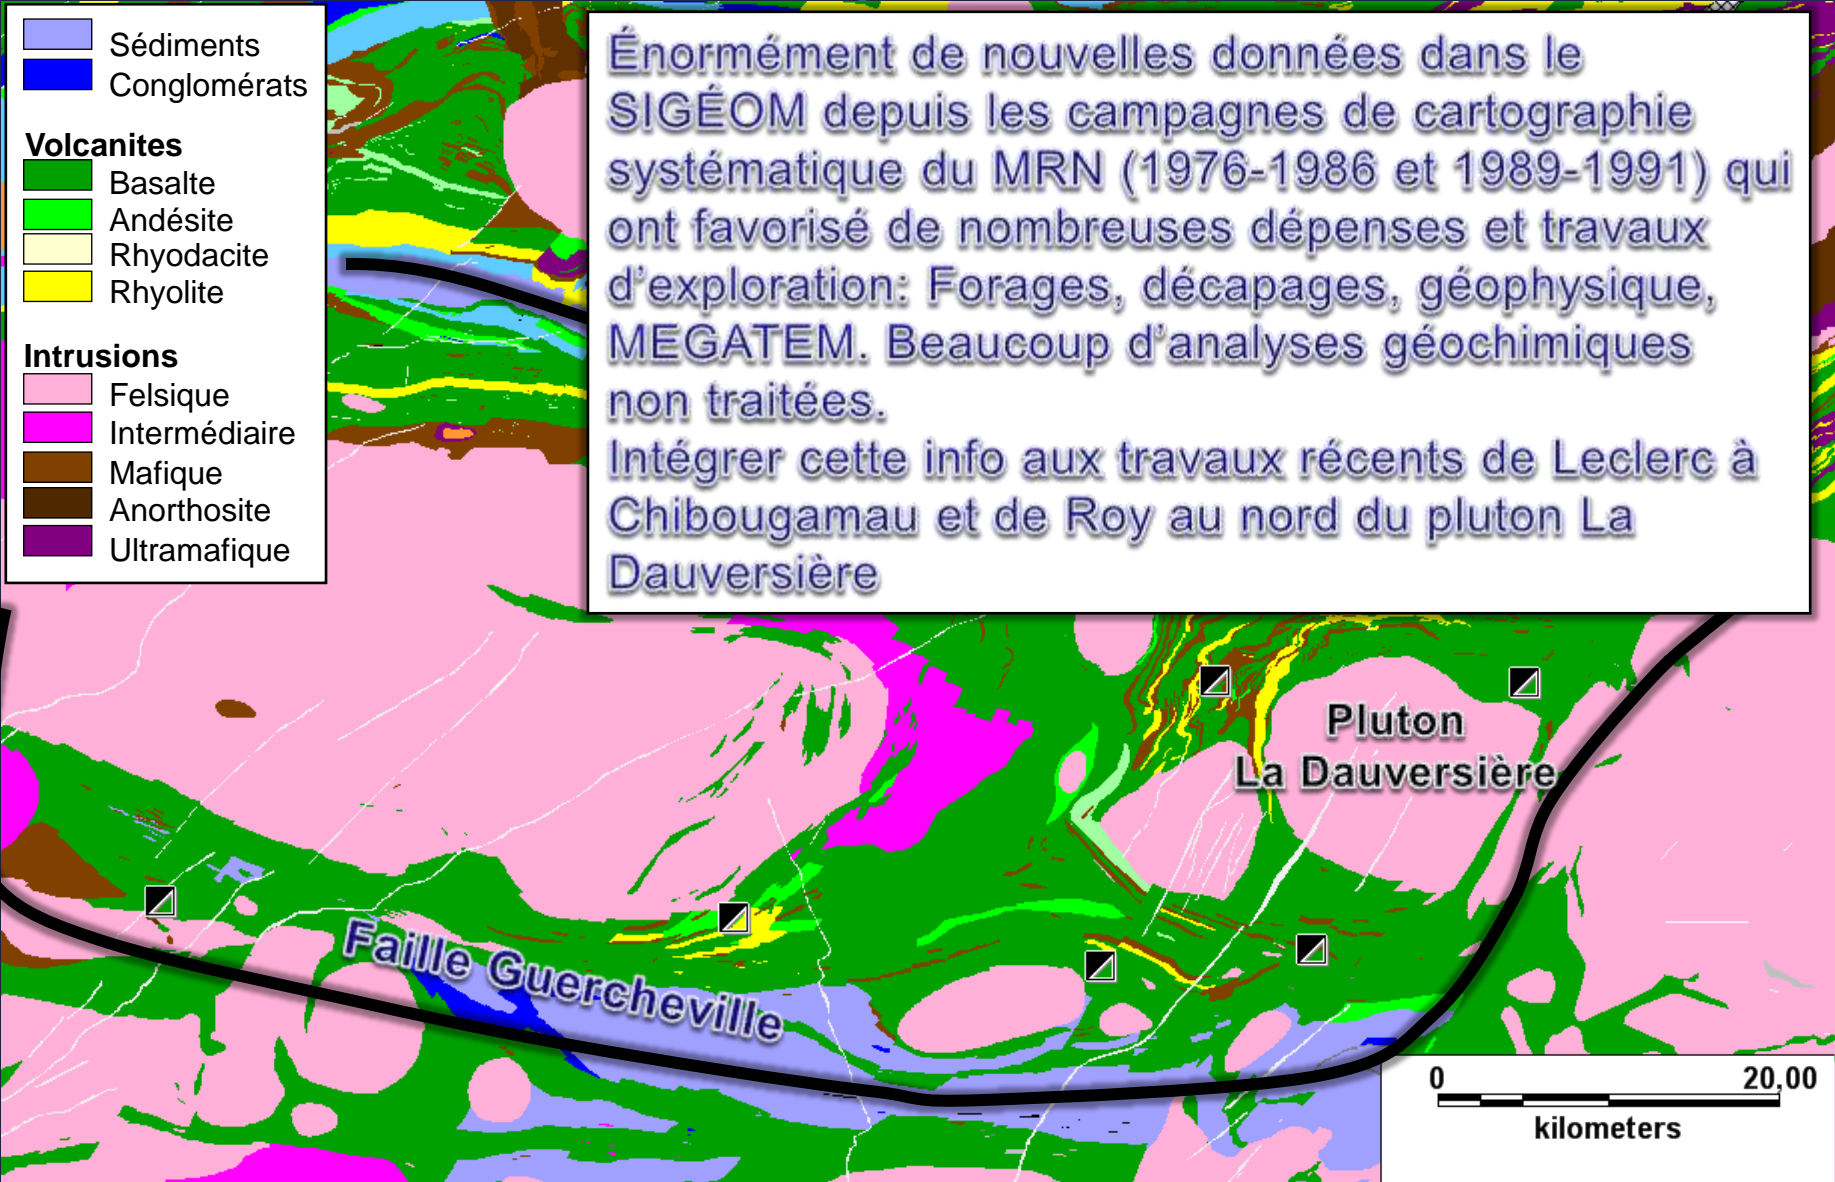 Sédiments
Conglomérats
Volcanites
Basalte
Andésite
Rhyodacite
Rhyolite
Intrusions
Felsique
Intermédiaire
Mafique
Anorthosite
Ultramafique
Énormément de nouvelles données dans le
SIGÉOM depuis les campagnes de cartographie
systématique du MRN (1976-1986 et 1989-1991) qui
ont favorisé de nombreuses dépenses et travaux
d'exploration: Forages, décapages, géophysique,
MEGATEM. Beaucoup d'analyses géochimiques
non traitées.
Intégrer cette info aux travaux récents de Leclerc à
Chibougamau et de Roy au nord du pluton La
Dauversière
Pluton
La Dauversière
Faille Guercheville
0 20,00
kilometers